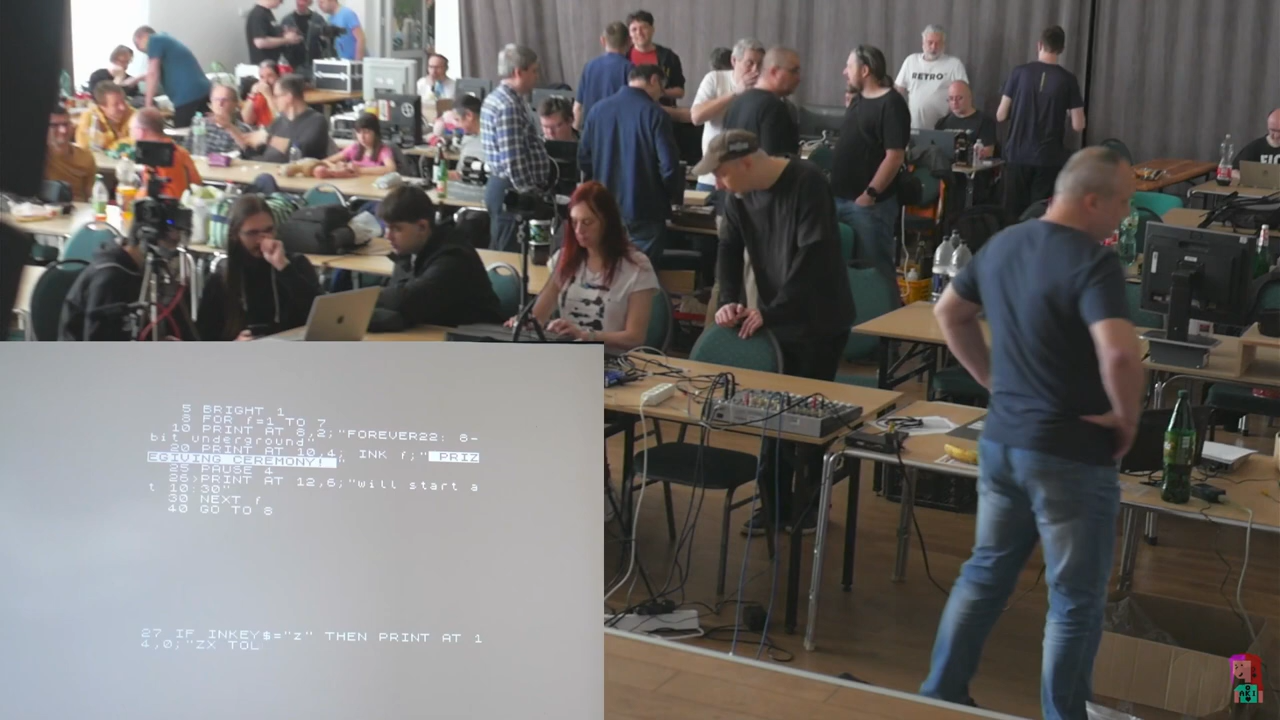 RETRO
5 BRIGHT 1
8 FOR f=1 TO 7
10 PRINT AT 8,2;"FOREVER22: 8-
bit underground"
20 PRINT AT 10,4; INK f;" PRIZ
EGIVING CEREMONY! "
25 PAUSE 4
26>PRINT AT 12,6;"Will start a
t 10:30"
30 NEXT f
40 GO TO 8
27 IF INKEY$="z" THEN PRINT AT 1
4,0;"ZX TOL